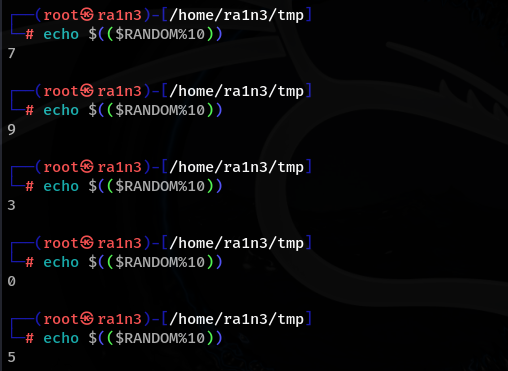 ┌──(root㉿ra1n3)-[/home/ra1n3/tmp]
└─# echo $(($RANDOM%10))
7
┌──(root㉿ra1n3)-[/home/ra1n3/tmp]
└─# echo $(($RANDOM%10))
9
┌──(root㉿ra1n3)-[/home/ra1n3/tmp]
└─# echo $(($RANDOM%10))
3
┌──(root㉿ra1n3)-[/home/ra1n3/tmp]
└─# echo $(($RANDOM%10))
0
┌──(root㉿ra1n3)-[/home/ra1n3/tmp]
└─# echo $(($RANDOM%10))
5